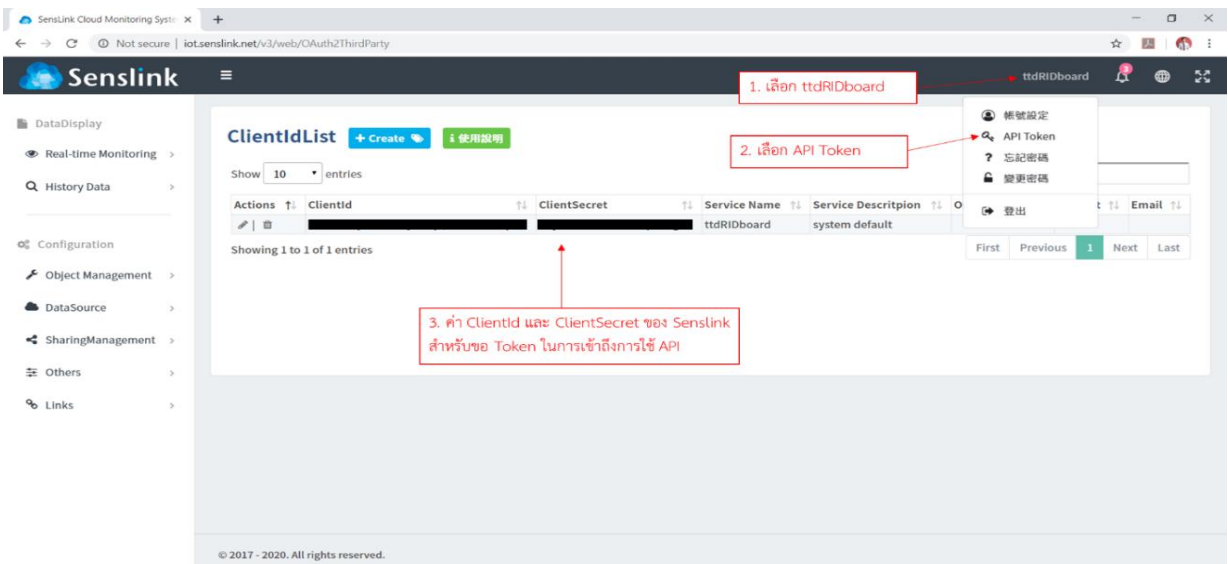 SensLink Cloud Monitoring Syste
Not secure | iot.senslink.net/v3/web/OAuth2ThirdParty
Senslink
ttdRIDboard
3
1. เลือก ttdRIDboard
DataDisplay
Real-time Monitoring
History Data
Configuration
Object Management
DataSource
SharingManagement
Others
Links
ClientIdList
+ Create
使用說明
帳號設定
API Token
忘記密碼
變更密碼
登出
2. เลือก API Token
Show 10 entries
Actions ClientId ClientSecret Service Name Service Descritpion O t Email
ttdRIDboard system default
Showing 1 to 1 of 1 entries
First Previous 1 Next Last
3. ค่า ClientId และ ClientSecret ของ Senslink
สำหรับขอ Token ในการเข้าถึงการใช้ API
© 2017 - 2020. All rights reserved.